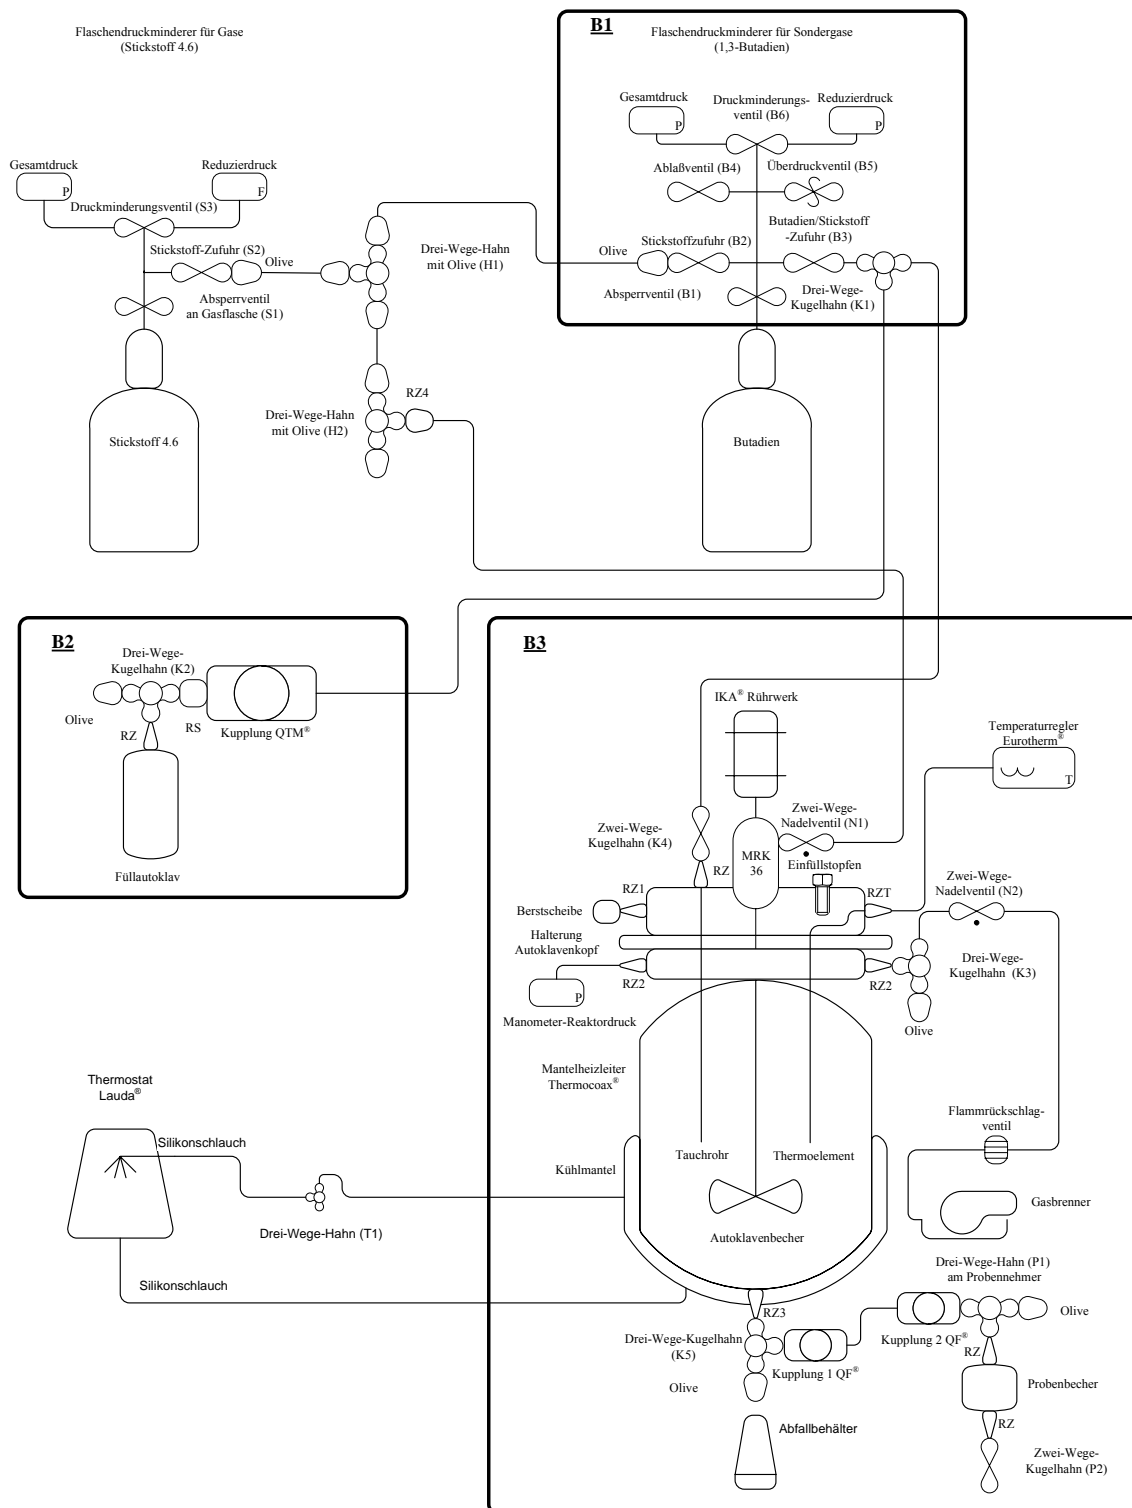 B1
Flaschendruckminderer für Gase
(Stickstoff 4.6)
Flaschendruckminderer für Sondergase
(1,3-Butadien)
Gesamtdruck
P
Druckminderungs-
ventil (B6)
Reduzierdruck
P
Gesamtdruck
P
Reduzierdruck
F
Druckminderungsventil (S3)
Ablaßventil (B4)
Überdruckventil (B5)
Stickstoff-Zufuhr (S2)
Olive
Absperrventil
an Gasflasche (S1)
Drei-Wege-Hahn
mit Olive (H1)
Olive
Stickstoffzufuhr (B2)
Butadien/Stickstoff
-Zufuhr (B3)
Absperrventil (B1)
Drei-Wege-
Kugelhahn (K1)
RZ4
Drei-Wege-Hahn
mit Olive (H2)
Stickstoff 4.6
Butadien
B2
Drei-Wege-
Kugelhahn (K2)
Olive
RS
RZ
Kupplung QTM®
Füllautoklav
B3
IKA® Rührwerk
Temperaturregler
Eurotherm®
T
Zwei-Wege-
Kugelhahn (K4)
RZ
MRK
36
Zwei-Wege-
Nadelventil (N1)
Einfüllstopfen
RZ1
Berstscheibe
RZT
Zwei-Wege-
Nadelventil (N2)
Halterung
Autoklavenkopf
RZ2
RZ2
Drei-Wege-
Kugelhahn (K3)
P
Manometer-Reaktordruck
Olive
Mantelheizleiter
Thermocoax®
Thermostat
Lauda®
Silikonschlauch
Flammrückschlag-
ventil
Kühlmantel
Tauchrohr
Thermoelement
Gasbrenner
Drei-Wege-Hahn (T1)
Autoklavenbecher
Silikonschlauch
Drei-Wege-Hahn (P1)
am Probennehmer
RZ3
Olive
Drei-Wege-Kugelhahn
(K5)
Kupplung 1 QF®
Kupplung 2 QF®
RZ
Olive
Probenbecher
RZ
Abfallbehälter
Zwei-Wege-
Kugelhahn (P2)